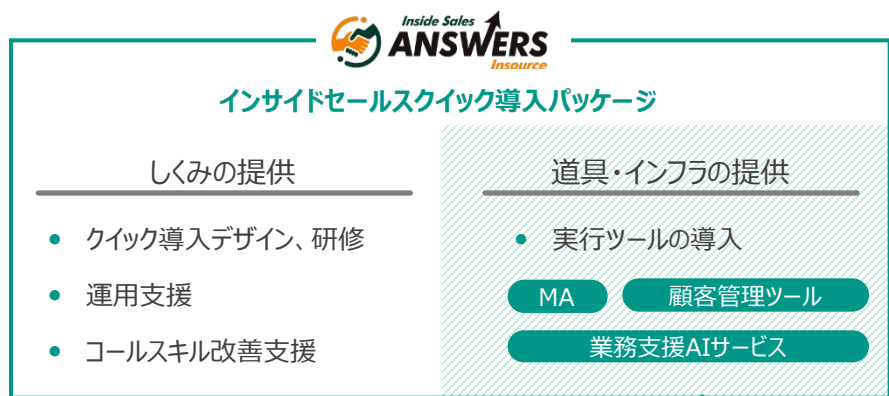 Inside Sales
ANSWERS
Insource
インサイドセールスクイック導入パッケージ
しくみの提供
• クイック導入デザイン、研修
• 運用支援
• コールスキル改善支援
道具・インフラの提供
• 実行ツールの導入
MA
顧客管理ツール
業務支援AIサービス